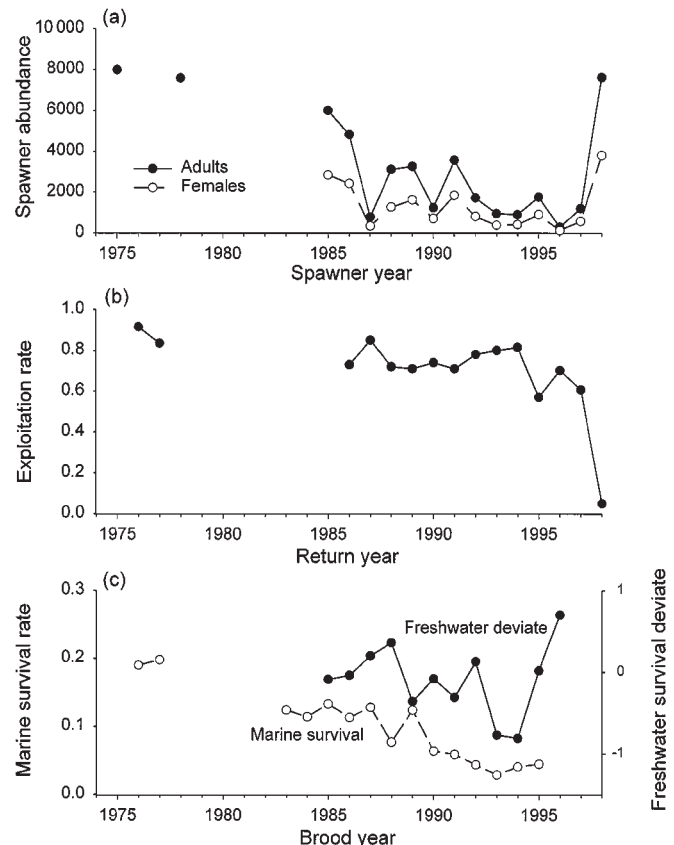 (a)
Spawner abundance
10 000
8000
6000
4000
2000
0
Adults
Females
1975 1980 1985 1990 1995
Spawner year
(b)
Exploitation rate
1.0
0.8
0.6
0.4
0.2
0.0
1975 1980 1985 1990 1995
Return year
(c)
Marine survival rate
0.3
0.2
0.1
0.0
Freshwater deviate
Marine survival
1
0
-1
Freshwater survival deviate
1975 1980 1985 1990 1995
Brood year